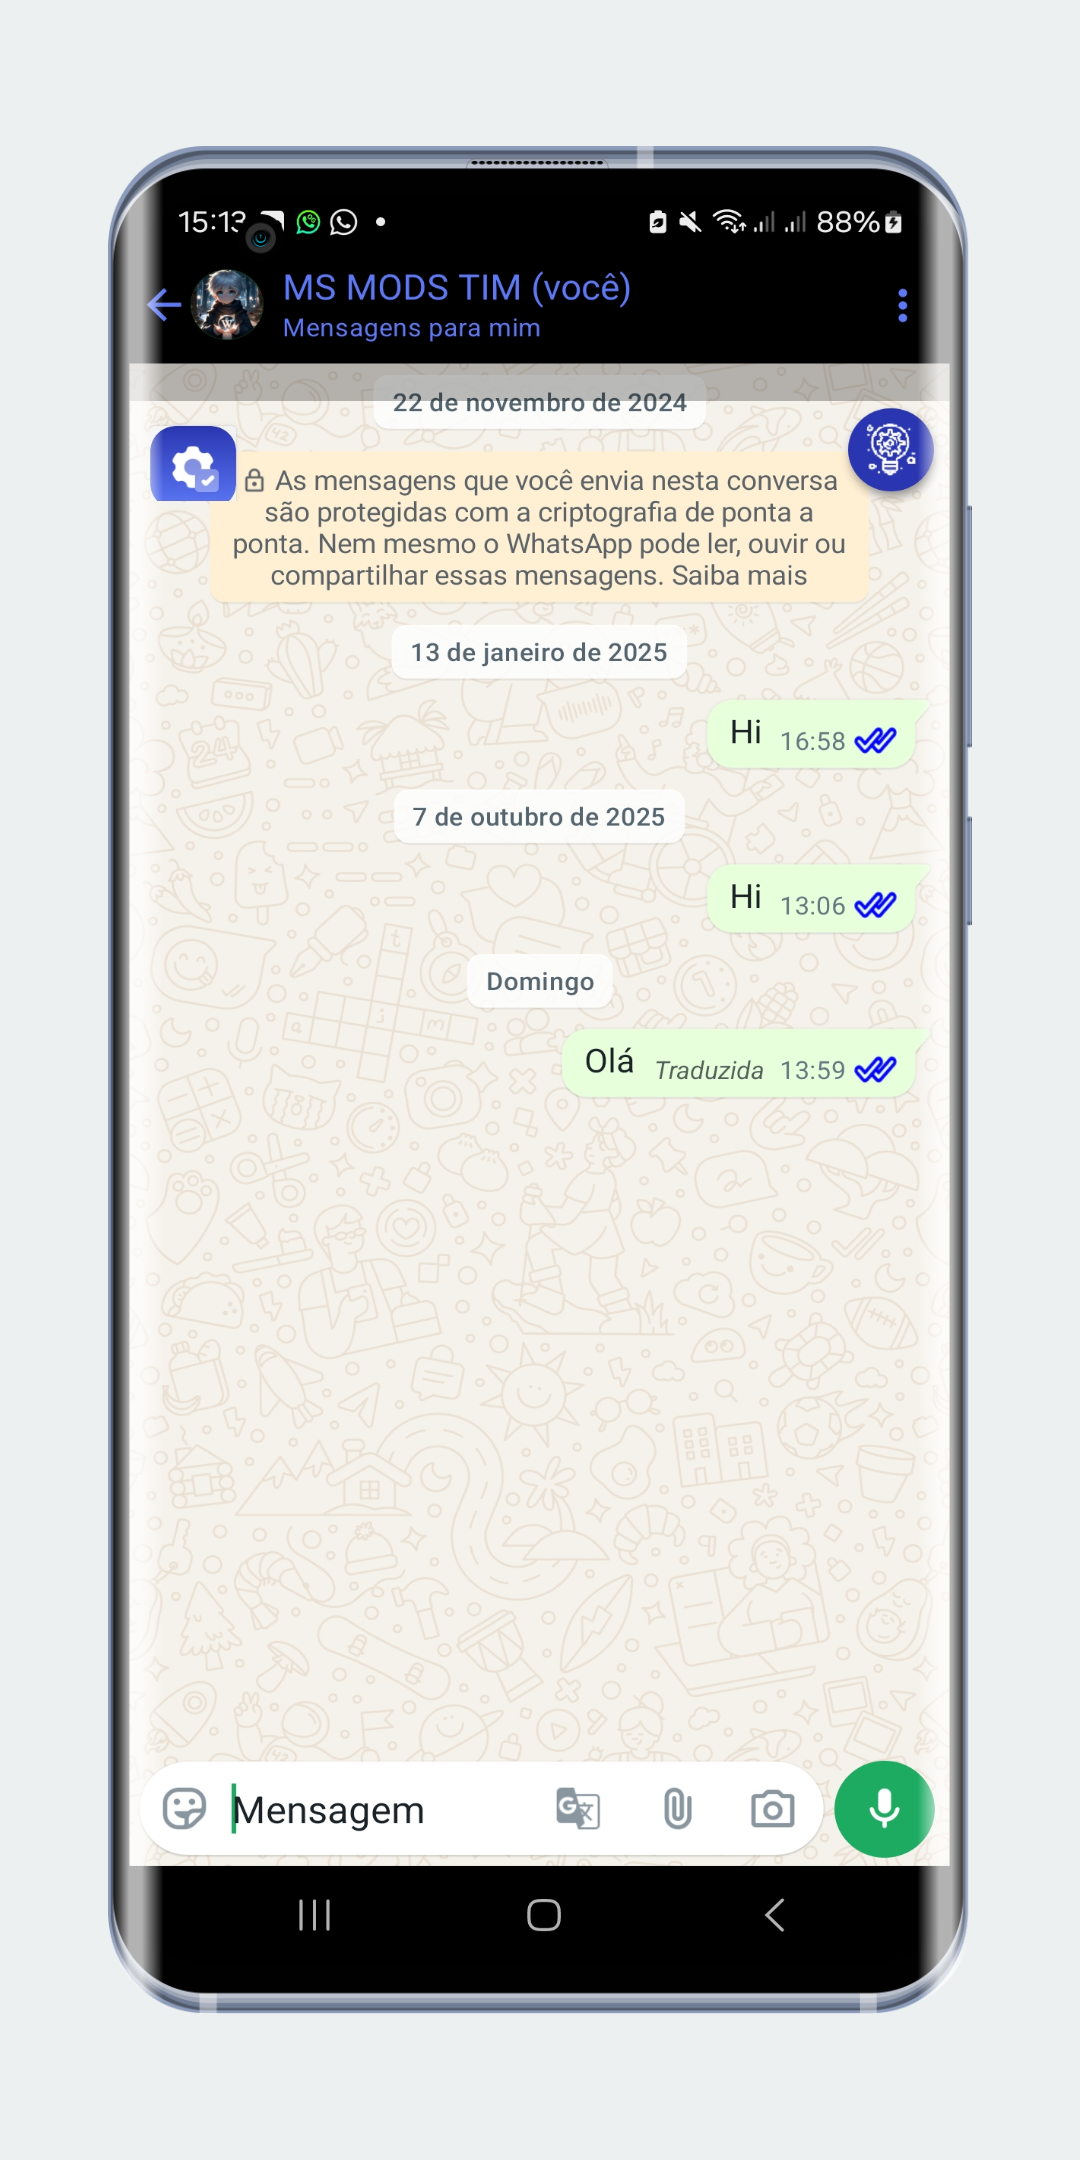 15:13
88%
MS MODS TIM (você)
Mensagens para mim
22 de novembro de 2024
As mensagens que você envia nesta conversa
são protegidas com a criptografia de ponta a
ponta. Nem mesmo o WhatsApp pode ler, ouvir ou
compartilhar essas mensagens. Saiba mais
13 de janeiro de 2025
Hi 16:58
7 de outubro de 2025
Hi 13:06
Domingo
Olá Traduzida 13:59
Mensagem